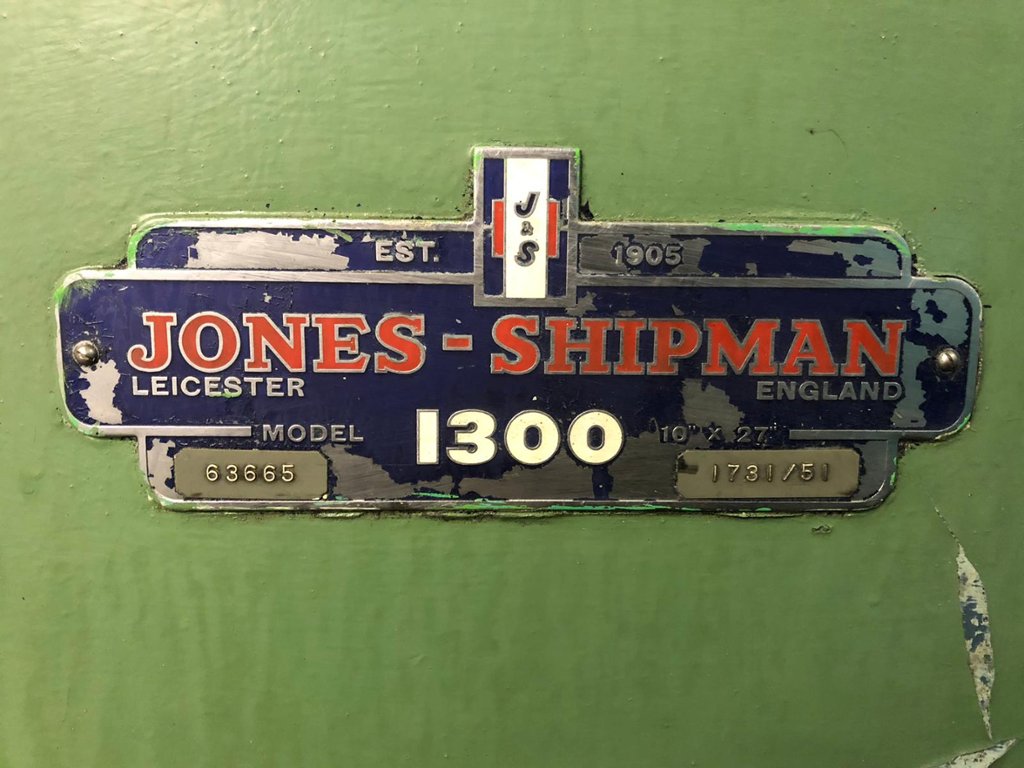 J & S
EST. 1905
JONES - SHIPMAN
LEICESTER ENGLAND
MODEL 1300 10" X 27"
63665 1731/51